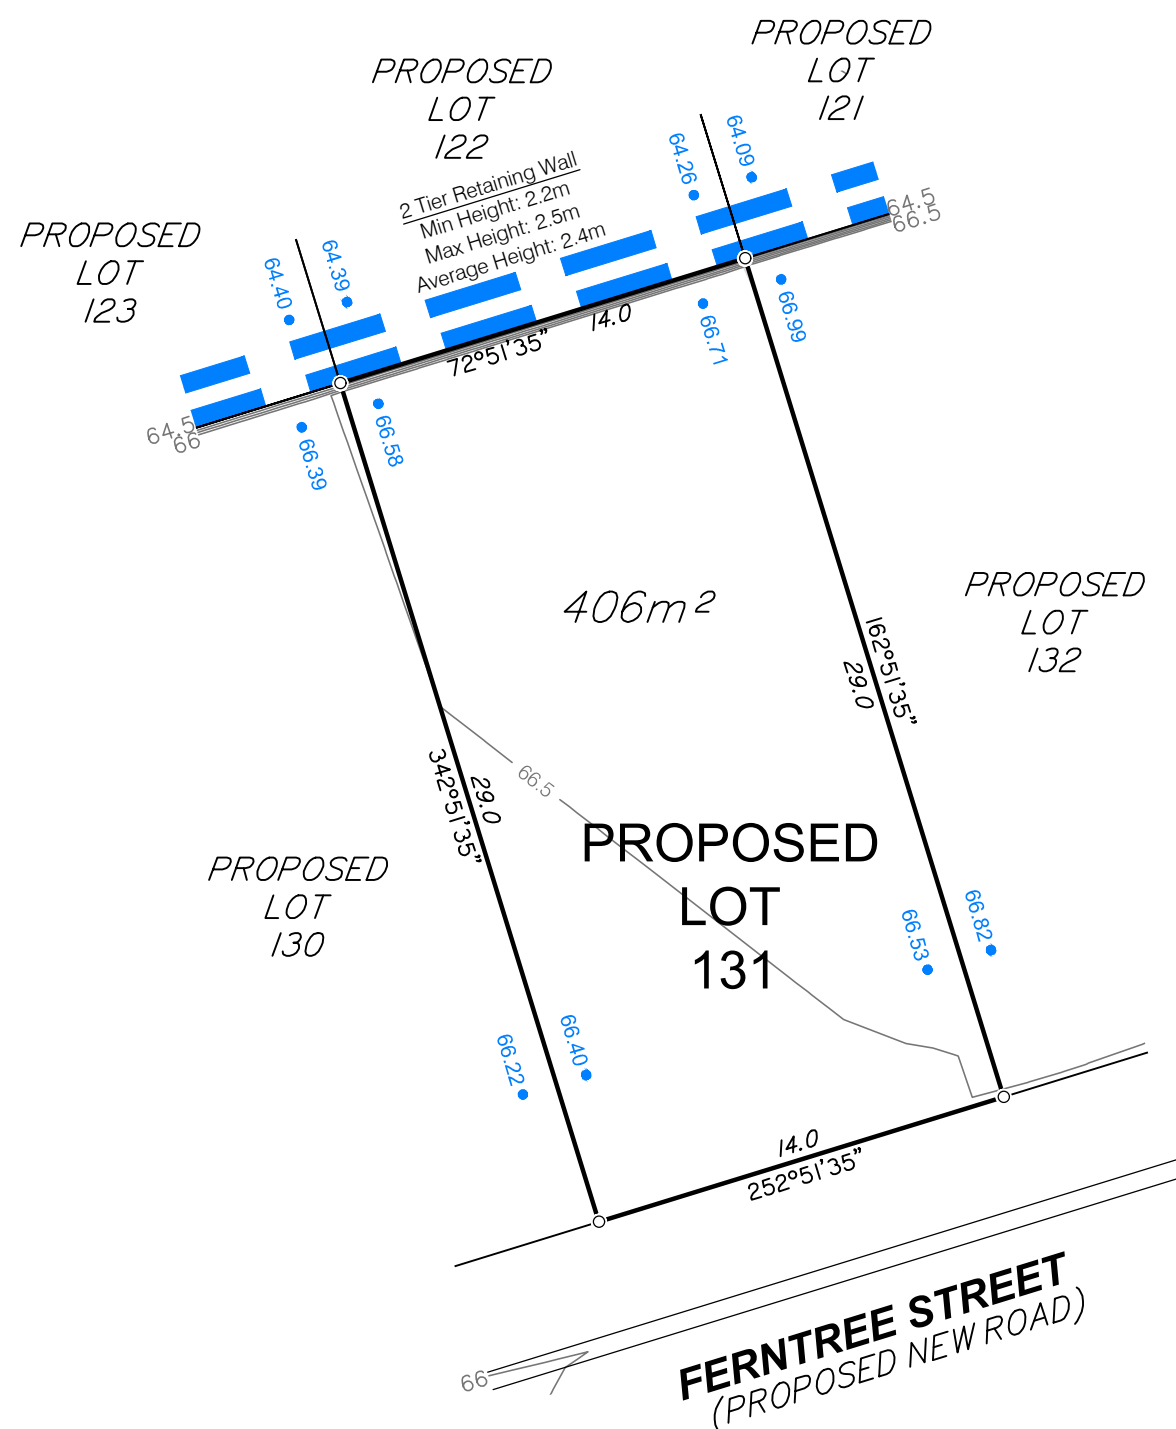 PROPOSED
LOT
121
PROPOSED
LOT
122
PROPOSED
LOT
123
2 Tier Retaining Wall
Min Height: 2.2m
Max Height: 2.5m
Average Height: 2.4m
64.26
64.09
64.40
64.39
64.5
66.5
64.5
66
14.0
72°51'35"
66.71
66.99
66.39
66.58
406m²
PROPOSED
LOT
132
162°51'35"
29.0
342°51'35"
29.0
66.5
PROPOSED
LOT
131
PROPOSED
LOT
130
66.53
66.82
66.22
66.40
14.0
252°51'35"
66
FERNTREE STREET
(PROPOSED NEW ROAD)